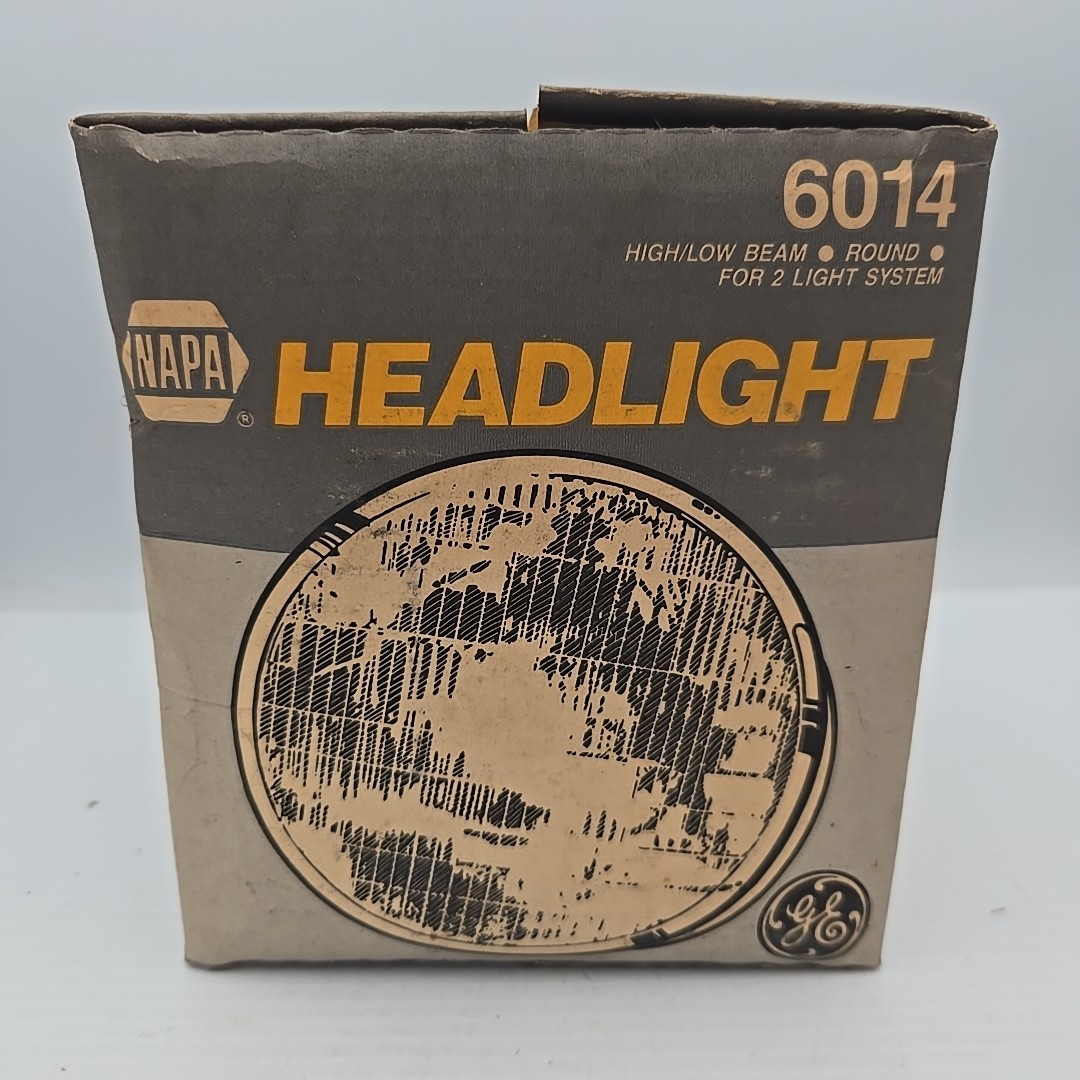 6014
HIGH/LOW BEAM ● ROUND ●
FOR 2 LIGHT SYSTEM
NAPA
®
HEADLIGHT
GE